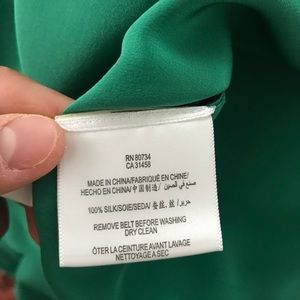 RN 80734
CA 31458
MADE IN CHINA/FABRIQUÉ EN CHINE/
HECHO EN CHINA/中国制造/ صنع في الصين
100% SILK/SOIE/SEDA/ 蚕丝/ حرير
REMOVE BELT BEFORE WASHING
DRY CLEAN
ÔTER LA CEINTURE AVANT LAVAGE
NETTOYAGE A SEC